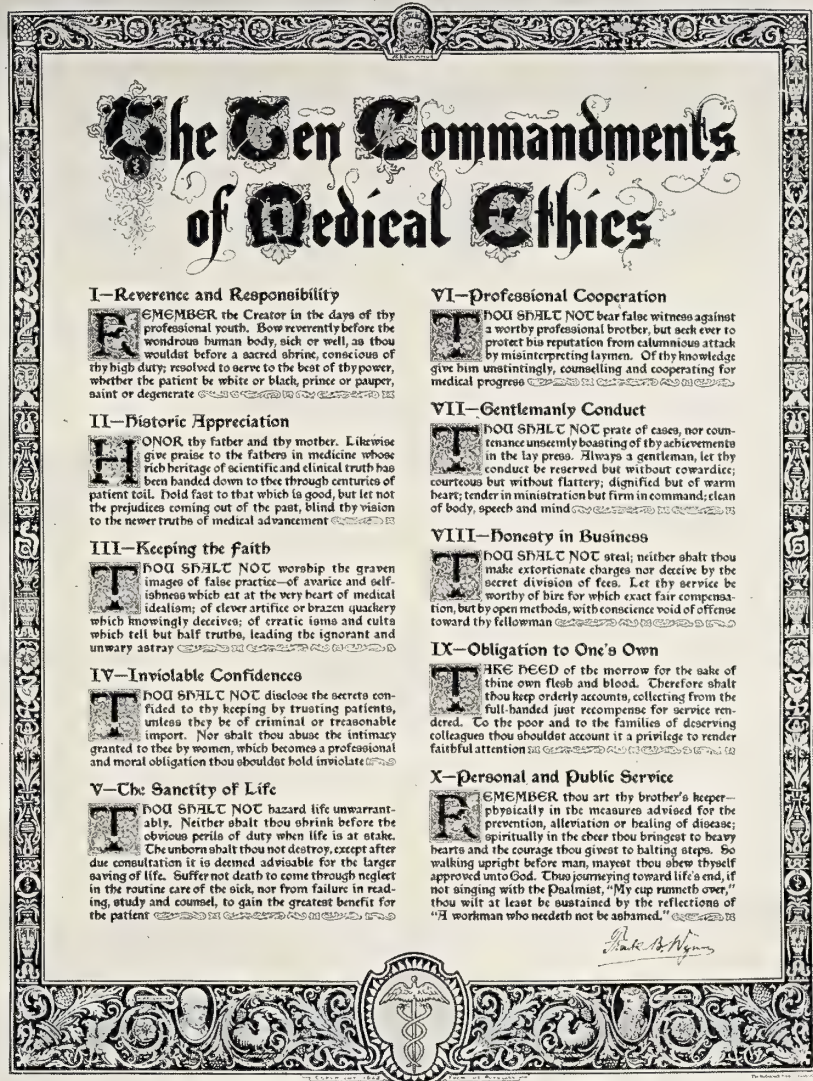 The Ten Commandments
of Medical Ethics
I—Reverence and Responsibility
REMEMBER the Creator in the days of thy
professional youth. Bow reverently before the
wondrous human body, sick or well, as thou
wouldst before a sacred shrine, conscious of
thy high duty; resolved to serve to the best of thy power,
whether the patient be white or black, prince or pauper,
saint or degenerate
II—Historic Appreciation
HONOR thy father and thy mother. Likewise
give praise to the fathers in medicine whose
rich heritage of scientific and clinical truth has
been handed down to thee through centuries of
patient toil. Hold fast to that which is good, but let not
the prejudices coming out of the past, blind thy vision
to the newer truths of medical advancement
III—Keeping the Faith
THOU SHALT NOT worship the graven
images of false practice—of avarice and self-
ishness which eat at the very heart of medical
idealism; of clever artifice or brazen quackery
which knowingly deceives; of erratic isms and cults
which tell but half truths, leading the ignorant and
unwary astray
IV—Inviolable Confidences
THOU SHALT NOT disclose the secrets con-
fided to thy keeping by trusting patients,
unless they be of criminal or treasonable
import. Nor shalt thou abuse the intimacy
granted to thee by women, which becomes a professional
and moral obligation thou shouldst hold inviolate
V—The Sanctity of Life
THOU SHALT NOT hazard life unwarrant-
ably. Neither shalt thou shrink before the
obvious perils of duty when life is at stake.
The unborn shalt thou not destroy, except after
due consultation it is deemed advisable for the larger
saving of life. Suffer not death to come through neglect
in the routine care of the sick, nor from failure in read-
ing, study and counsel, to gain the greatest benefit for
the patient
VI—Professional Cooperation
THOU SHALT NOT bear false witness against
a worthy professional brother, but seek ever to
protect his reputation from calumnious attack
by misinterpreting laymen. Of thy knowledge
give him unstintingly, counselling and cooperating for
medical progress
VII—Gentlemanly Conduct
THOU SHALT NOT prate of cases, nor coun-
tenance unseemly boasting of thy achievements
in the lay press. Always a gentleman, let thy
conduct be reserved but without cowardice;
courteous but without flattery; dignified but of warm
heart; tender in ministration but firm in command; clean
of body, speech and mind
VIII—Honesty in Business
THOU SHALT NOT steal; neither shalt thou
make extortionate charges nor deceive by the
secret division of fees. Let thy service be
worthy of hire for which exact fair compensa-
tion, but by open methods, with conscience void of offense
toward thy fellowman
IX—Obligation to One's Own
TAKE HEED of the morrow for the sake of
thine own flesh and blood. Therefore shalt
thou keep orderly accounts, collecting from the
full-handed just recompense for service ren-
dered. To the poor and to the families of deserving
colleagues thou shouldst account it a privilege to render
faithful attention
X—Personal and Public Service
REMEMBER thou art thy brother's keeper—
physically in the measures advised for the
prevention, alleviation or healing of disease;
spiritually in the cheer thou bringest to heavy
hearts and the courage thou givest to halting steps. So
walking upright before man, mayest thou shew thyself
approved unto God. Thus journeying toward life's end, if
not singing with the Psalmist, "My cup runneth over,"
thou wilt at least be sustained by the reflections of
"A workman who needeth not be ashamed."
Frank B. Wynn